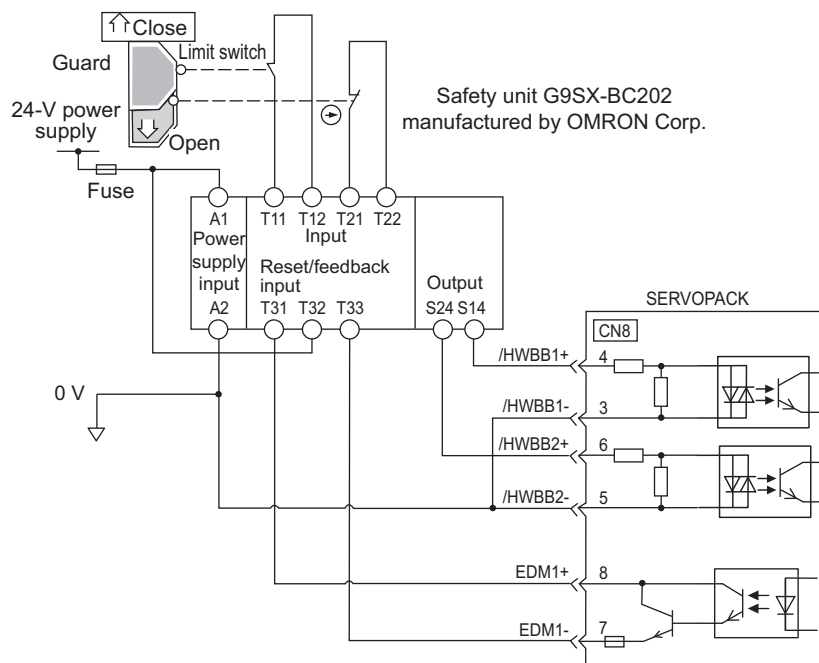 Close
Limit switch
Guard
24-V power
supply
Open
Fuse
Safety unit G9SX-BC202
manufactured by OMRON Corp.
A1
T11
T12
T21
T22
Power
supply
input
Input
Reset/feedback
input
Output
A2
T31
T32
T33
S24
S14
SERVOPACK
CN8
/HWBB1+
4
0 V
/HWBB1-
3
/HWBB2+
6
/HWBB2-
5
EDM1+
8
EDM1-
7